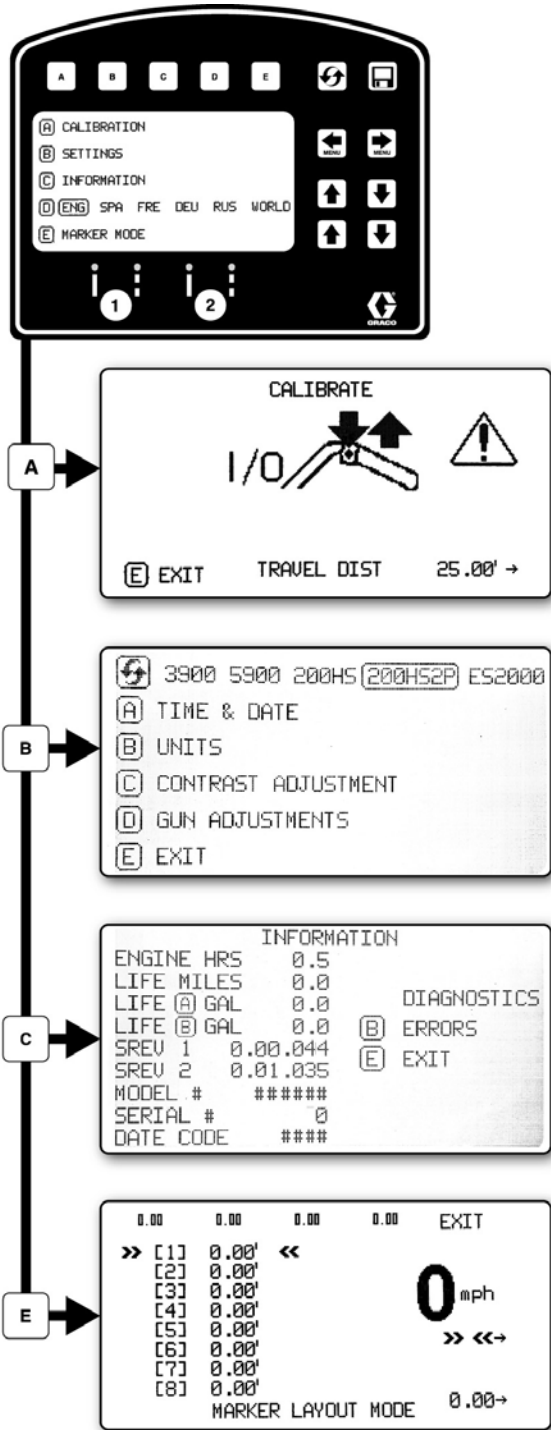 A B C D E
A CALIBRATION
B SETTINGS
C INFORMATION
D ENG SPA FRE DEU RUS WORLD
E MARKER MODE
MENU MENU
1 2
GRACO
A
CALIBRATE
I/O
E EXIT TRAVEL DIST 25.00' →
B
3900 5900 200HS 200HS2P ES2000
A TIME & DATE
B UNITS
C CONTRAST ADJUSTMENT
D GUN ADJUSTMENTS
E EXIT
C
INFORMATION
ENGINE HRS 0.5
LIFE MILES 0.0
LIFE A GAL 0.0 DIAGNOSTICS
LIFE B GAL 0.0 B ERRORS
SREV 1 0.00.044 E EXIT
SREV 2 0.01.035
MODEL # ######
SERIAL # 0
DATE CODE ####
E
0.00 0.00 0.00 0.00 EXIT
>> [1] 0.00' <<
[2] 0.00'
[3] 0.00'
[4] 0.00'
[5] 0.00'
[6] 0.00'
[7] 0.00'
[8] 0.00'
0 mph
>> <<→
MARKER LAYOUT MODE 0.00→